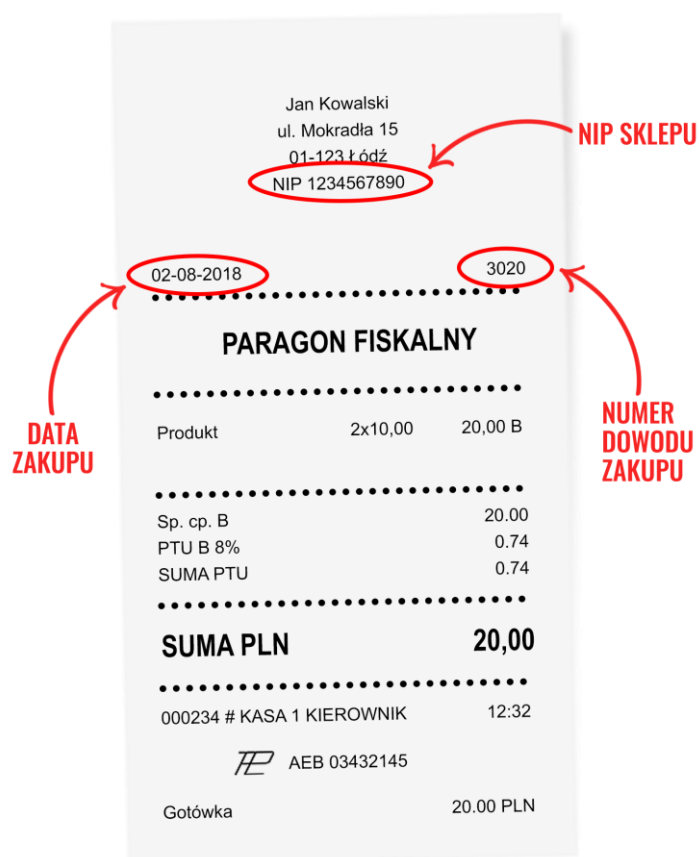 Jan Kowalski
ul. Mokradła 15
01-123 Łódź
NIP 1234567890
NIP SKLEPU
02-08-2018 3020
PARAGON FISKALNY
Produkt 2x10,00 20,00 B
DATA
ZAKUPU
NUMER
DOWODU
ZAKUPU
Sp. cp. B 20.00
PTU B 8% 0.74
SUMA PTU 0.74
SUMA PLN 20,00
000234 # KASA 1 KIEROWNIK 12:32
AEB 03432145
Gotówka 20.00 PLN